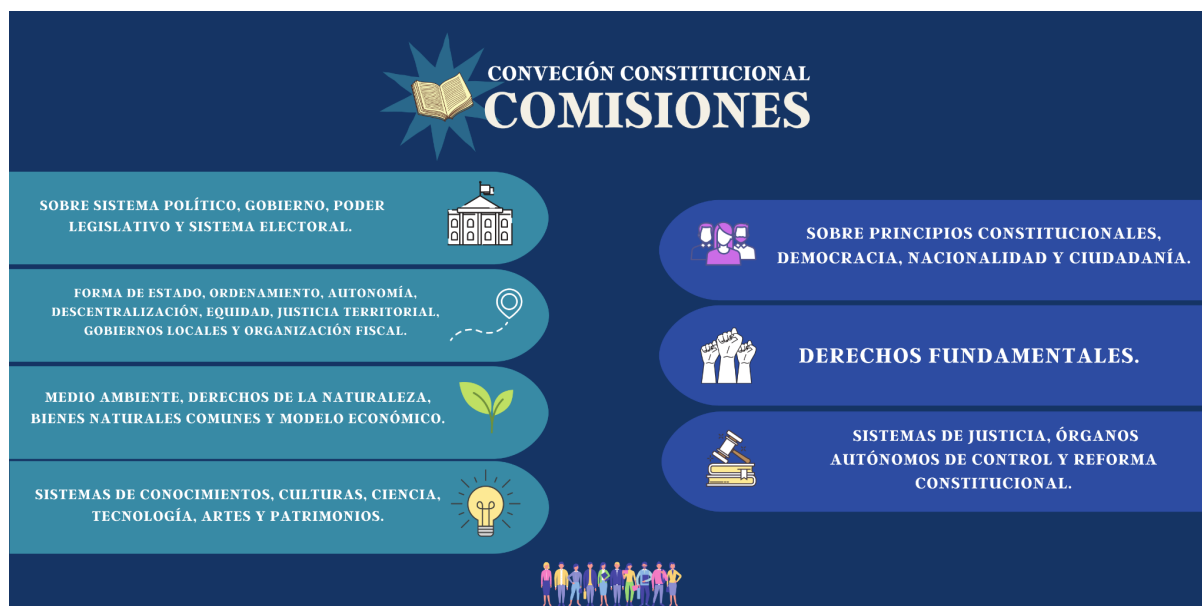 CONVECIÓN CONSTITUCIONAL
COMISIONES
SOBRE SISTEMA POLÍTICO, GOBIERNO, PODER
LEGISLATIVO Y SISTEMA ELECTORAL.
FORMA DE ESTADO, ORDENAMIENTO, AUTONOMÍA,
DESCENTRALIZACIÓN, EQUIDAD, JUSTICIA TERRITORIAL,
GOBIERNOS LOCALES Y ORGANIZACIÓN FISCAL.
MEDIO AMBIENTE, DERECHOS DE LA NATURALEZA,
BIENES NATURALES COMUNES Y MODELO ECONÓMICO.
SISTEMAS DE CONOCIMIENTOS, CULTURAS, CIENCIA,
TECNOLOGÍA, ARTES Y PATRIMONIOS.
SOBRE PRINCIPIOS CONSTITUCIONALES,
DEMOCRACIA, NACIONALIDAD Y CIUDADANÍA.
DERECHOS FUNDAMENTALES.
SISTEMAS DE JUSTICIA, ÓRGANOS
AUTÓNOMOS DE CONTROL Y REFORMA
CONSTITUCIONAL.